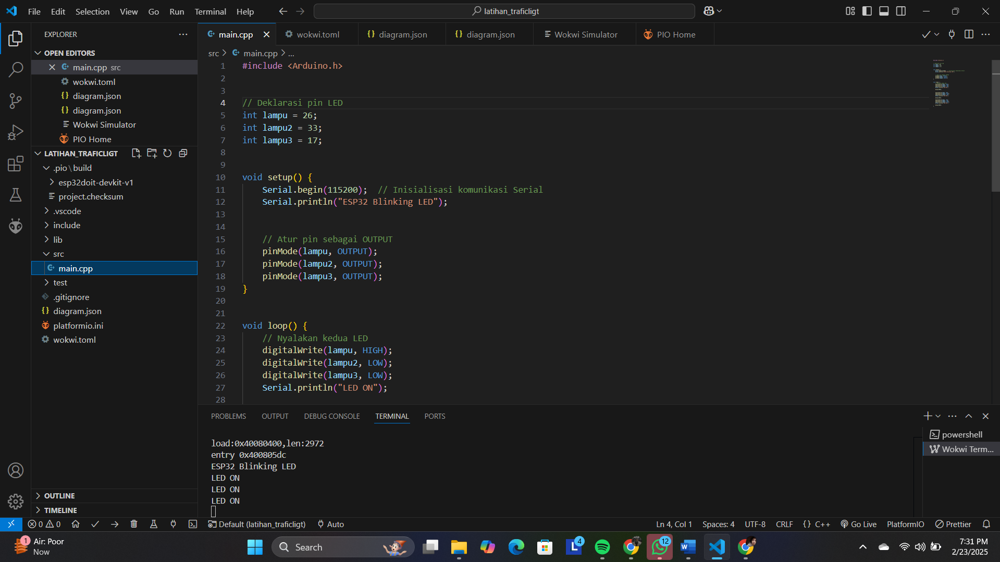 File Edit Selection View Go Run Terminal Help
latihan_traficligt
EXPLORER
OPEN EDITORS
main.cpp src
wokwi.toml
diagram.json
diagram.json
Wokwi Simulator
PIO Home
LATIHAN_TRAFICLIGT
.pio\build
esp32doit-devkit-v1
project.checksum
.vscode
include
lib
src
main.cpp
test
.gitignore
diagram.json
platformio.ini
wokwi.toml
OUTLINE
TIMELINE
main.cpp wokwi.toml diagram.json diagram.json Wokwi Simulator PIO Home
src > main.cpp > ...
1 #include <Arduino.h>
2
3
4 // Deklarasi pin LED
5 int lampu = 26;
6 int lampu2 = 33;
7 int lampu3 = 17;
8
9
10 void setup() {
11 Serial.begin(115200); // Inisialisasi komunikasi Serial
12 Serial.println("ESP32 Blinking LED");
13
14
15 // Atur pin sebagai OUTPUT
16 pinMode(lampu, OUTPUT);
17 pinMode(lampu2, OUTPUT);
18 pinMode(lampu3, OUTPUT);
19 }
20
21
22 void loop() {
23 // Nyalakan kedua LED
24 digitalWrite(lampu, HIGH);
25 digitalWrite(lampu2, LOW);
26 digitalWrite(lampu3, LOW);
27 Serial.println("LED ON");
28
PROBLEMS OUTPUT DEBUG CONSOLE TERMINAL PORTS
load:0x40080400,len:2972
entry 0x400805dc
ESP32 Blinking LED
LED ON
LED ON
LED ON
powershell
Wokwi Term...
0 0 Default (latihan_traficligt) Auto Ln 4, Col 1 Spaces: 4 UTF-8 CRLF {} C++ Go Live PlatformIO Prettier
1 Air: Poor
Now
Search
4
12
7:31 PM
2/23/2025